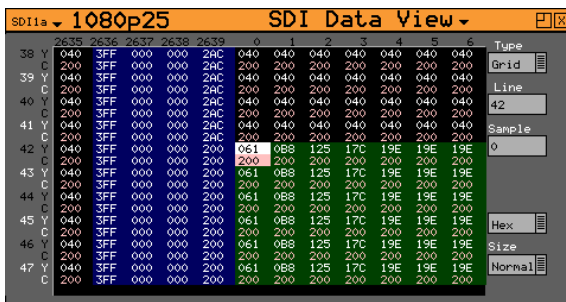 SDI1a 1080p25 SDI Data View
2635 2636 2637 2638 2639 0 1 2 3 4 5 6
Type
38 Y 040 3FF 000 000 2AC 040 040 040 040 040 040 040
C 200 3FF 000 000 2AC 200 200 200 200 200 200 200
Grid
39 Y 040 3FF 000 000 2AC 040 040 040 040 040 040 040
C 200 3FF 000 000 2AC 200 200 200 200 200 200 200
Line
40 Y 040 3FF 000 000 2AC 040 040 040 040 040 040 040
C 200 3FF 000 000 2AC 200 200 200 200 200 200 200
42
41 Y 040 3FF 000 000 2AC 040 040 040 040 040 040 040
C 200 3FF 000 000 2AC 200 200 200 200 200 200 200
Sample
42 Y 040 3FF 000 000 200 061 0B8 125 17C 19E 19E 19E
C 200 3FF 000 000 200 200 200 200 200 200 200 200
0
43 Y 040 3FF 000 000 200 061 0B8 125 17C 19E 19E 19E
C 200 3FF 000 000 200 200 200 200 200 200 200 200
44 Y 040 3FF 000 000 200 061 0B8 125 17C 19E 19E 19E
C 200 3FF 000 000 200 200 200 200 200 200 200 200
45 Y 040 3FF 000 000 200 061 0B8 125 17C 19E 19E 19E
C 200 3FF 000 000 200 200 200 200 200 200 200 200
Hex
46 Y 040 3FF 000 000 200 061 0B8 125 17C 19E 19E 19E
C 200 3FF 000 000 200 200 200 200 200 200 200 200
Size
47 Y 040 3FF 000 000 200 061 0B8 125 17C 19E 19E 19E
C 200 3FF 000 000 200 200 200 200 200 200 200 200
Normal